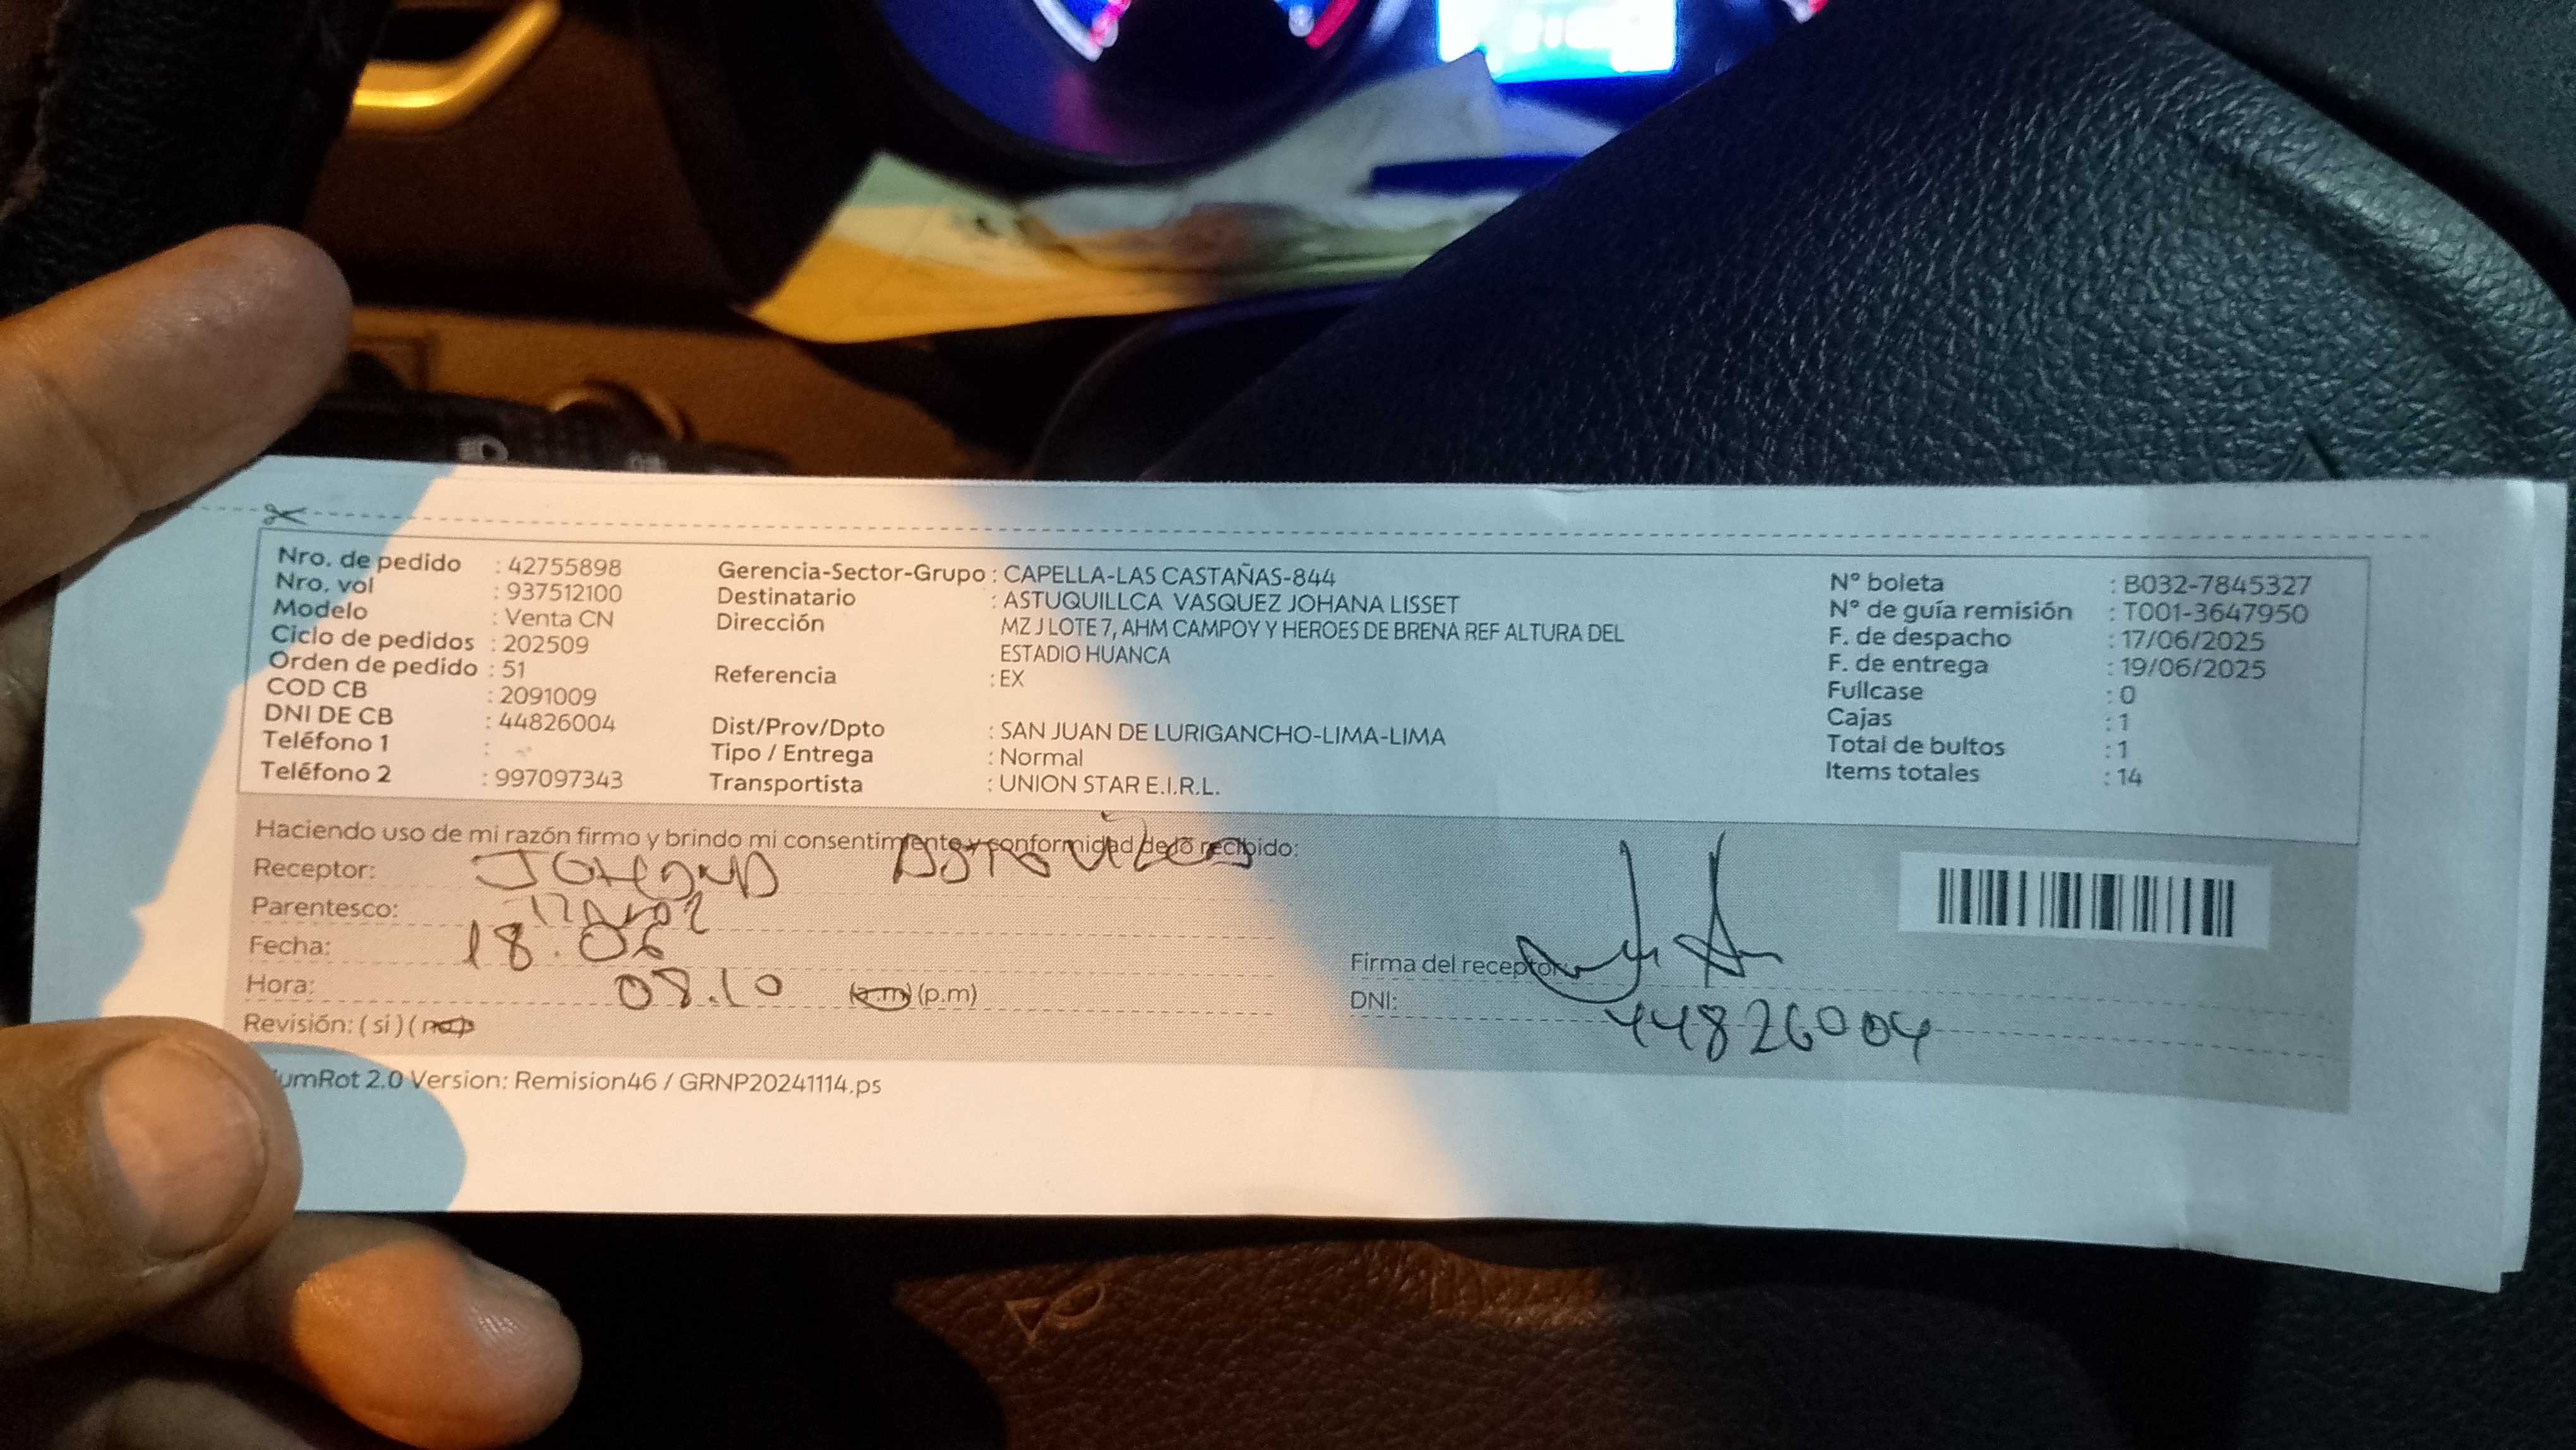 Nro. de pedido : 42755898
Nro. vol : 937512100
Modelo : Venta CN
Ciclo de pedidos : 202509
Orden de pedido : 51
COD CB : 2091009
DNI DE CB : 44826004
Teléfono 1 :
Teléfono 2 : 997097343
Gerencia-Sector-Grupo : CAPELLA-LAS CASTAÑAS-844
Destinatario : ASTUQUILLCA VASQUEZ JOHANA LISSET
Dirección MZ J LOTE 7, AHM CAMPOY Y HEROES DE BRENA REF ALTURA DEL
ESTADIO HUANCA
Referencia : EX
Dist/Prov/Dpto : SAN JUAN DE LURIGANCHO-LIMA-LIMA
Tipo / Entrega : Normal
Transportista : UNION STAR E.I.R.L.
N° boleta : B032-7845327
N° de guía remisión : T001-3647950
F. de despacho : 17/06/2025
F. de entrega : 19/06/2025
Fullcase : 0
Cajas : 1
Total de bultos : 1
Items totales : 14
Haciendo uso de mi razón firmo y brindo mi consentimiento y conformidad de lo recibido:
Receptor:
Parentesco:
Fecha: 18.06
Hora: 08.10 (a.m) (p.m)
Revisión: ( si ) ( no )
Firma del receptor:
DNI: 44826004
umRot 2.0 Version: Remision46 / GRNP20241114.ps